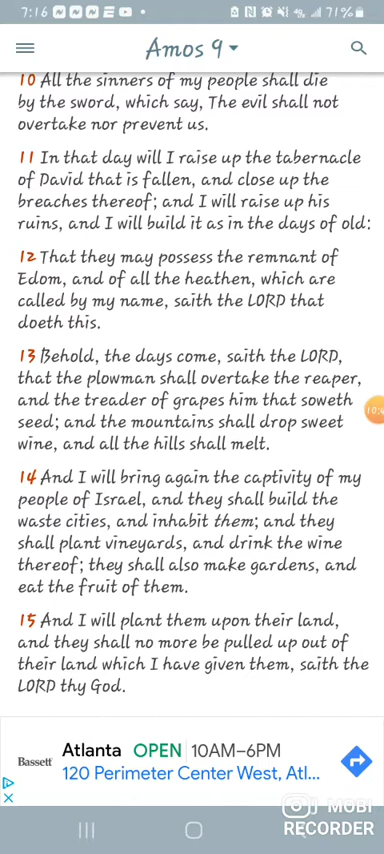 7:16 71%
Amos 9
10 All the sinners of my people shall die
by the sword, which say, The evil shall not
overtake nor prevent us.
11 In that day will I raise up the tabernacle
of David that is fallen, and close up the
breaches thereof; and I will raise up his
ruins, and I will build it as in the days of old:
12 That they may possess the remnant of
Edom, and of all the heathen, which are
called by my name, saith the LORD that
doeth this.
13 Behold, the days come, saith the LORD,
that the plowman shall overtake the reaper,
and the treader of grapes him that soweth
seed; and the mountains shall drop sweet
wine, and all the hills shall melt.
14 And I will bring again the captivity of my
people of Israel, and they shall build the
waste cities, and inhabit them; and they
shall plant vineyards, and drink the wine
thereof; they shall also make gardens, and
eat the fruit of them.
15 And I will plant them upon their land,
and they shall no more be pulled up out of
their land which I have given them, saith the
LORD thy God.
Bassett
Atlanta OPEN 10AM–6PM
120 Perimeter Center West, Atl...
MOBI
RECORDER